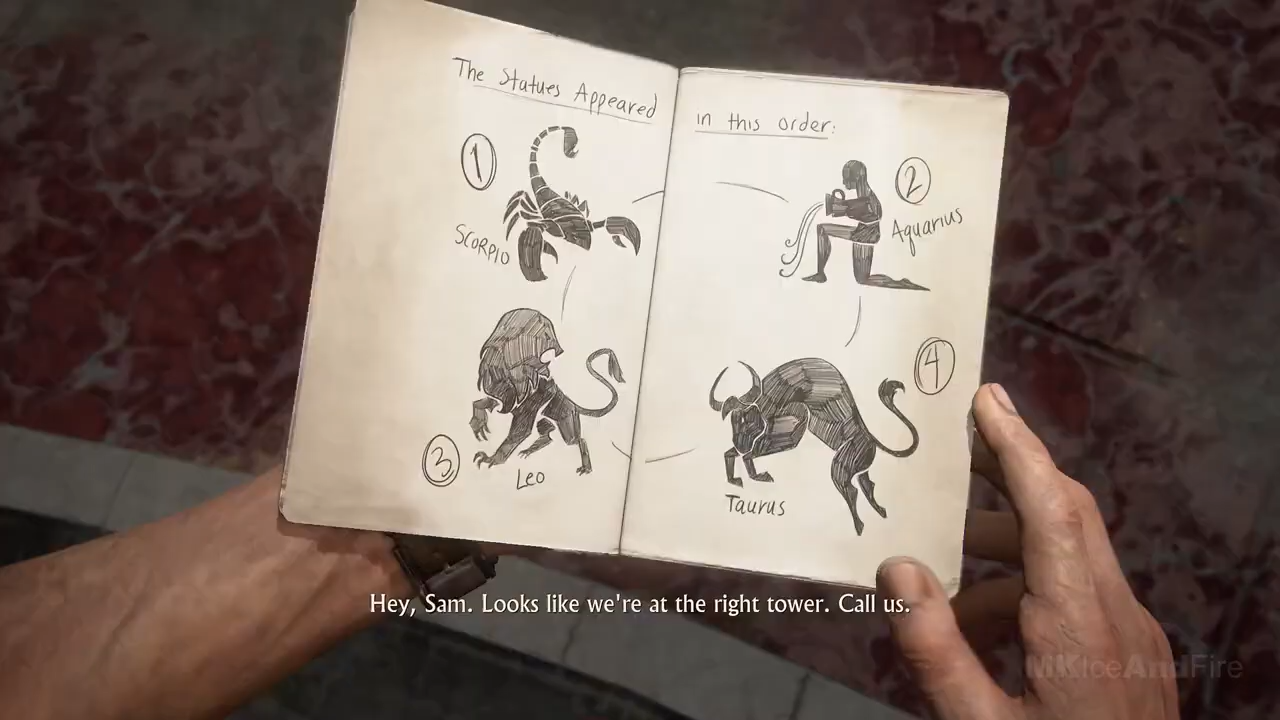 The Statues Appeared
in this order:
1
2
SCORPIO
Aquarius
3
Leo
4
Taurus
Hey, Sam. Looks like we're at the right tower. Call us.
MKIceAndFire